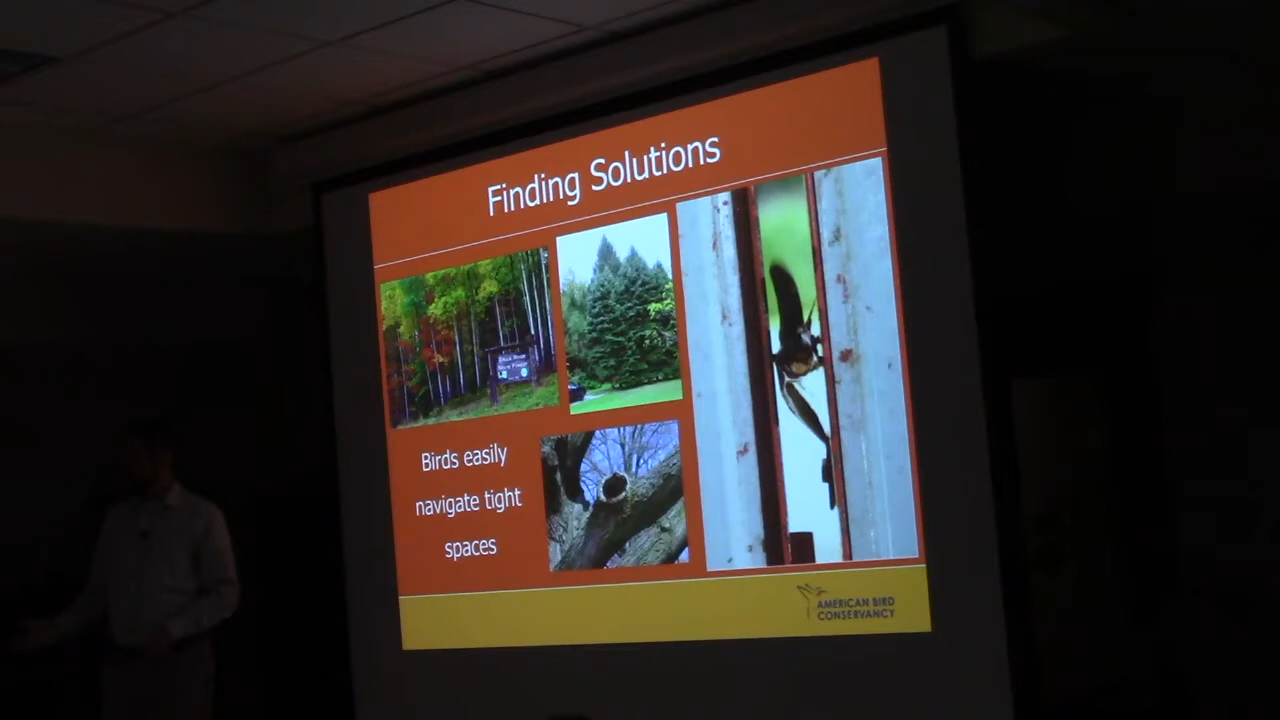 Finding Solutions
Birds easily
navigate tight
spaces
AMERICAN BIRD
CONSERVANCY